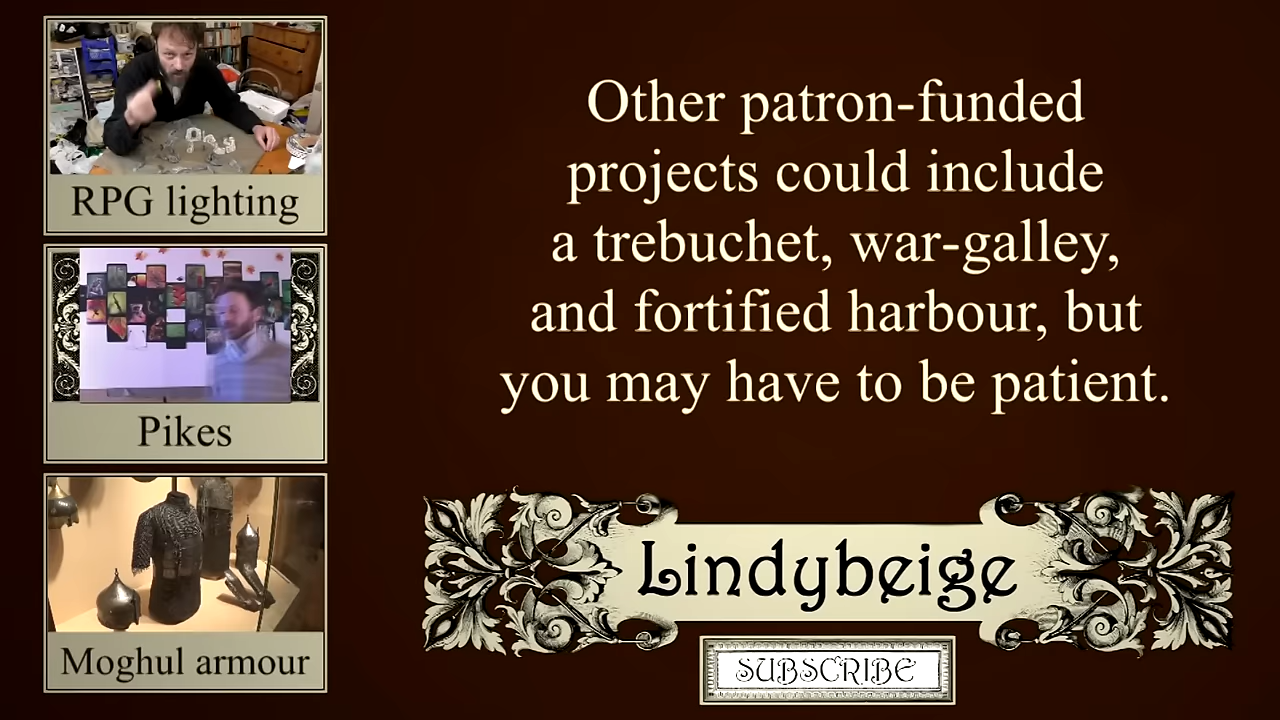 RPG lighting
Pikes
Moghul armour
Other patron-funded
projects could include
a trebuchet, war-galley,
and fortified harbour, but
you may have to be patient.
Lindybeige
SUBSCRIBE